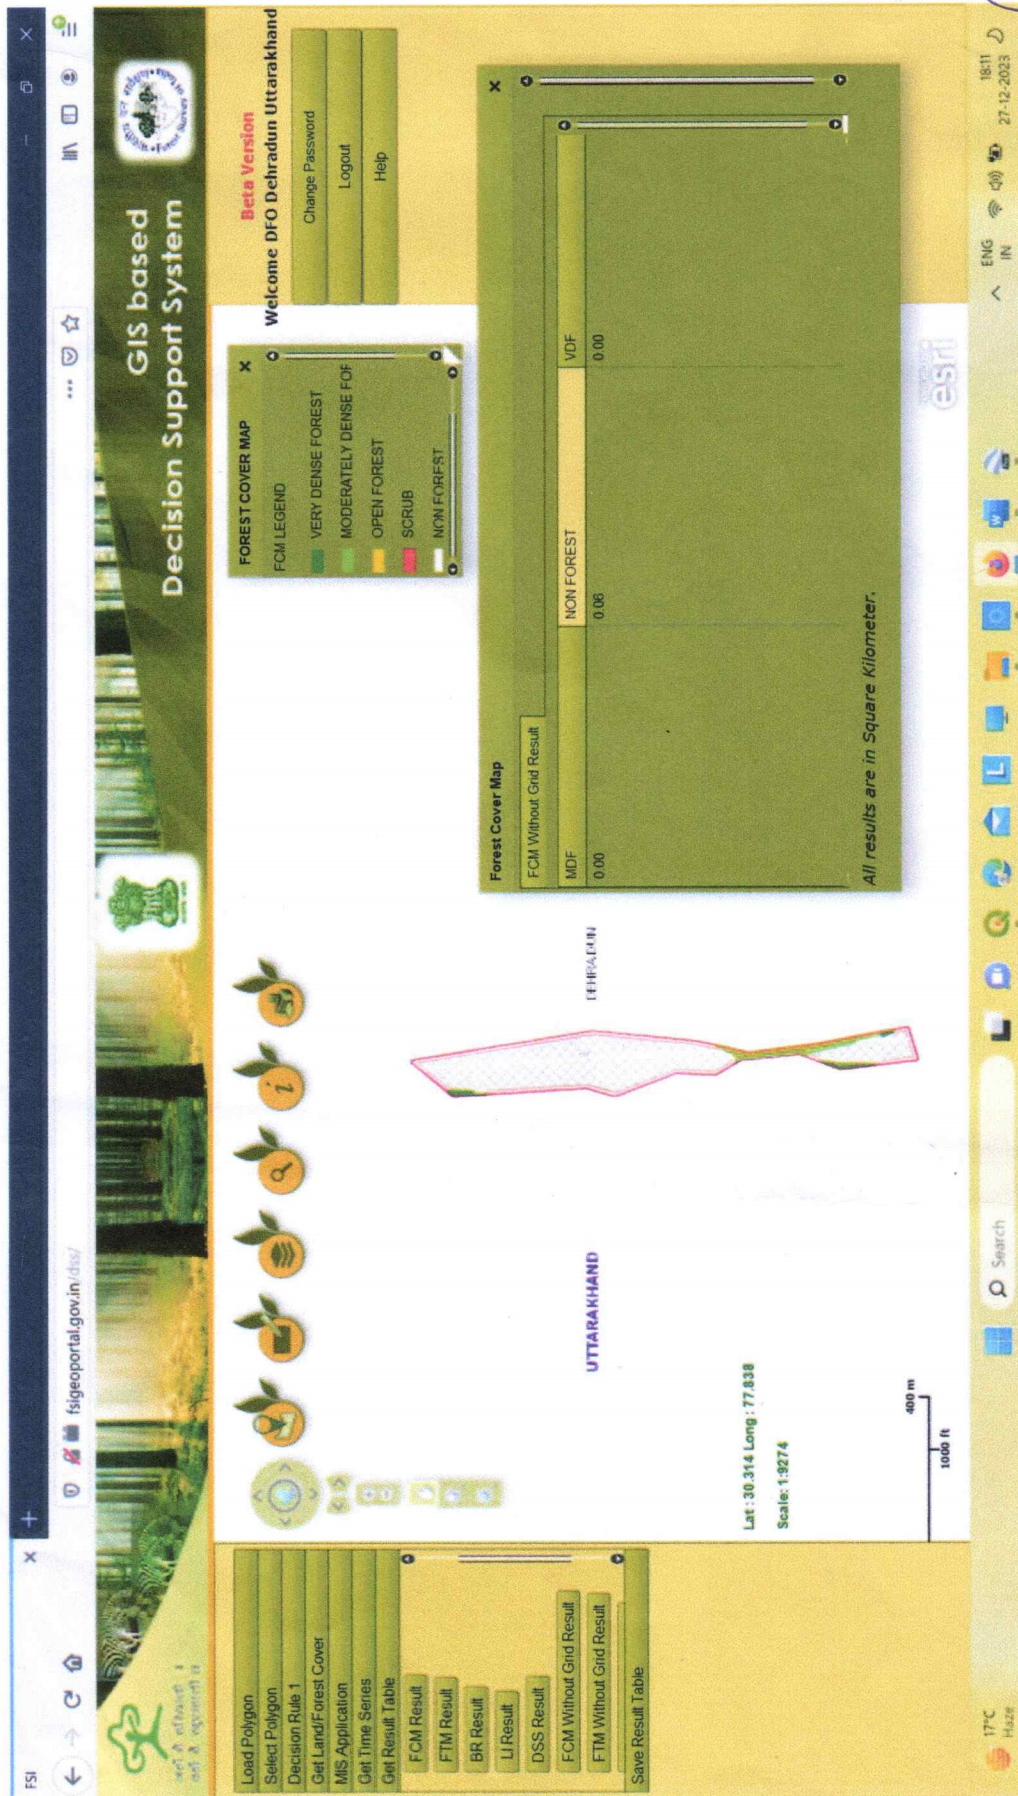 FSI
fsigeoportal.gov.in/dss/
GIS based
Decision Support System
Beta Version
Welcome DFO Dehradun Uttarakhand
Change Password
Logout
Help
Load Polygon
Select Polygon
Decision Rule 1
Get Land/Forest Cover
MIS Application
Get Time Series
Get Result Table
FCM Result
FTM Result
BR Result
LI Result
DSS Result
FCM Without Grid Result
FTM Without Grid Result
Save Result Table
FOREST COVER MAP
FCM LEGEND
VERY DENSE FOREST
MODERATELY DENSE FOR
OPEN FOREST
SCRUB
NON FOREST
UTTARAKHAND
DEHRA DUN
Lat : 30.314 Long : 77.838
Scale: 1:9274
400 m
1000 ft
Forest Cover Map
FCM Without Grid Result
MDF NON FOREST VDF
0.00 0.06 0.00
All results are in Square Kilometer.
esri
17°C
Haze
Search
ENG
IN
18:11
27-12-2023